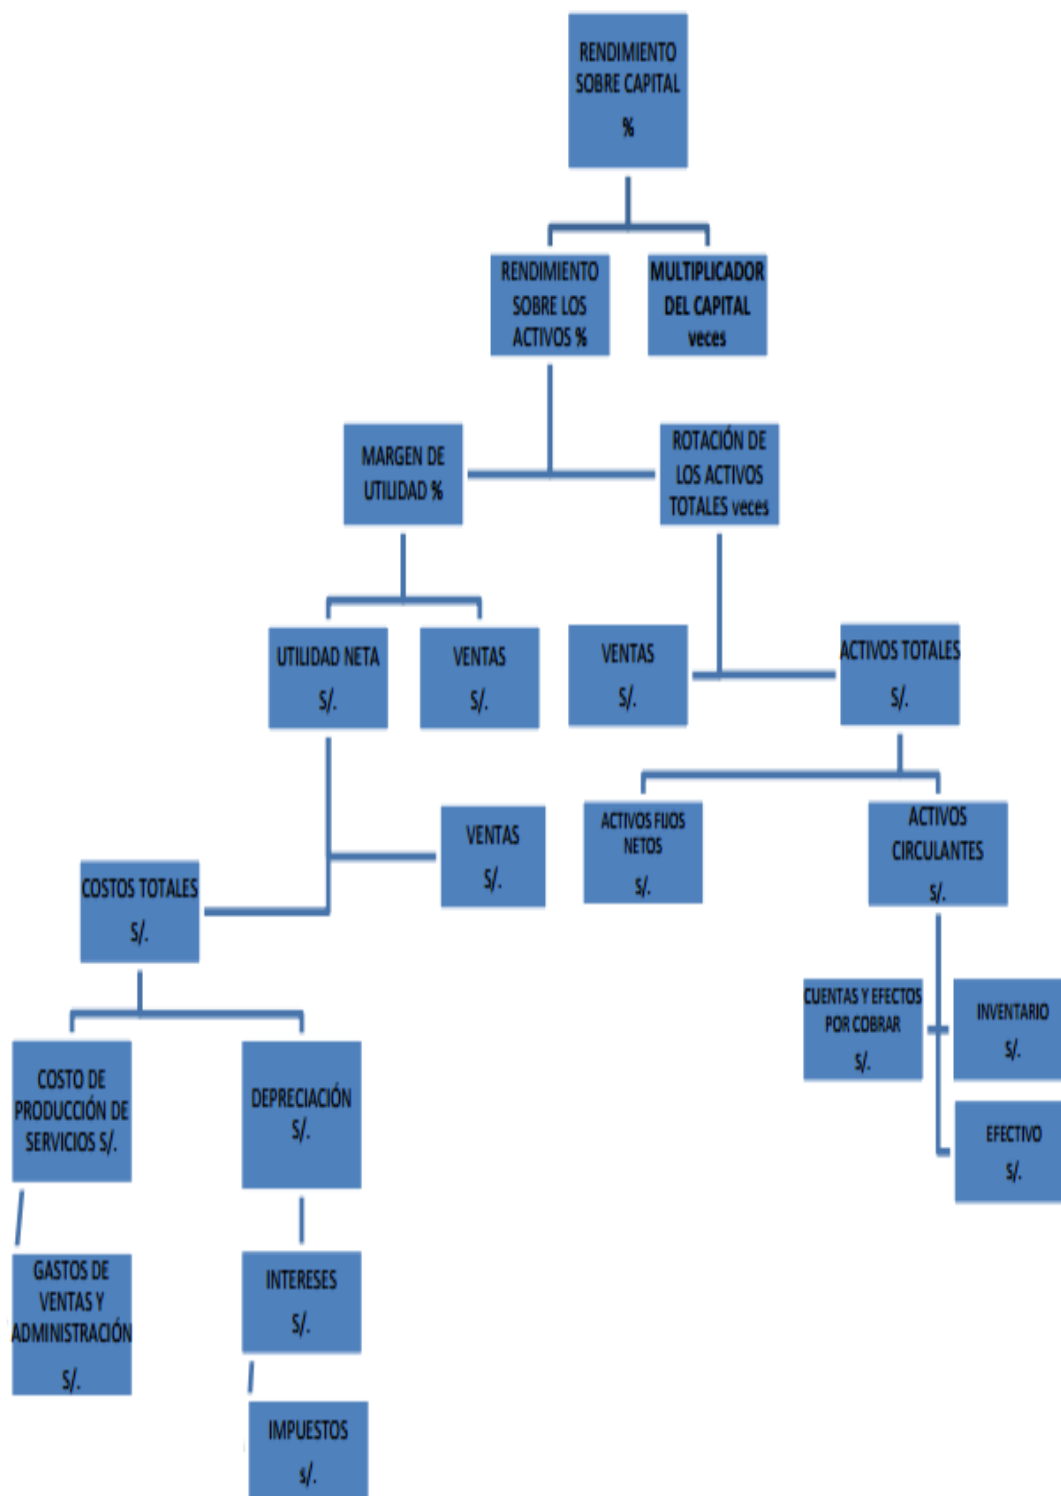 RENDIMIENTO
SOBRE CAPITAL
%
RENDIMIENTO
SOBRE LOS
ACTIVOS %
MULTIPLICADOR
DEL CAPITAL
veces
MARGEN DE
UTILIDAD %
ROTACIÓN DE
LOS ACTIVOS
TOTALES veces
UTILIDAD NETA
S/.
VENTAS
S/.
VENTAS
S/.
ACTIVOS TOTALES
S/.
VENTAS
S/.
ACTIVOS FIJOS
NETOS
S/.
ACTIVOS
CIRCULANTES
S/.
COSTOS TOTALES
S/.
CUENTAS Y EFECTOS
POR COBRAR
S/.
INVENTARIO
S/.
EFECTIVO
S/.
COSTO DE
PRODUCCIÓN DE
SERVICIOS S/.
DEPRECIACIÓN
S/.
GASTOS DE
VENTAS Y
ADMINISTRACIÓN
S/.
INTERESES
S/.
IMPUESTOS
s/.